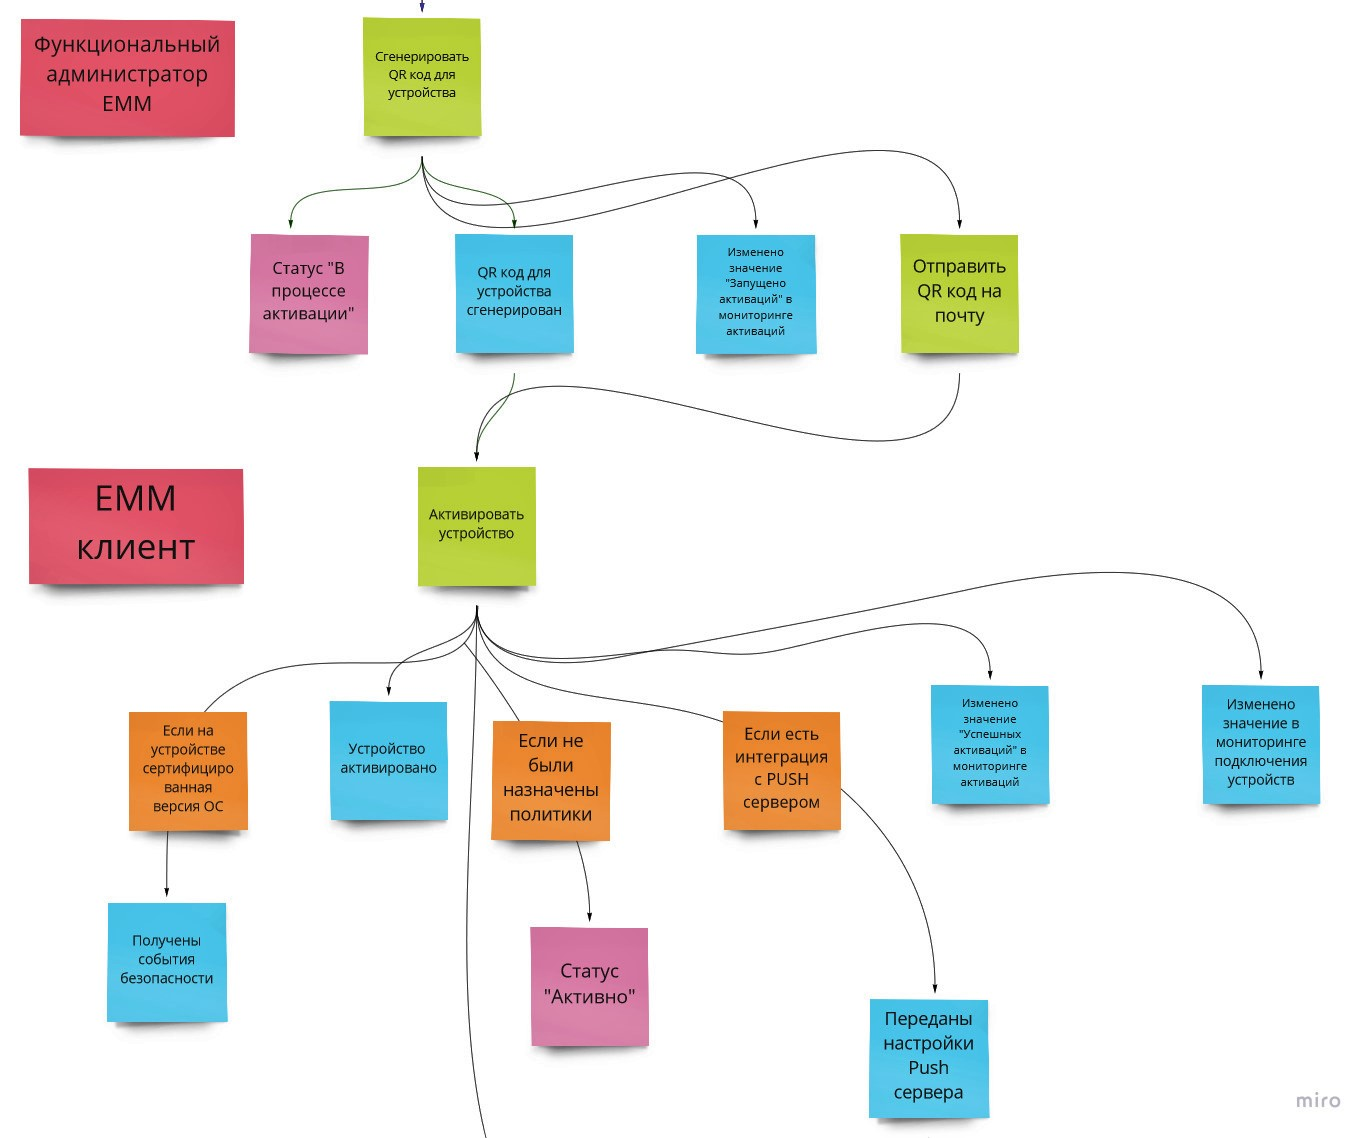 Функциональный
администратор
EMM
Сгенерировать
QR код для
устройства
Статус "В
процессе
активации"
QR код для
устройства
сгенерирован
Изменено
значение
"Запущено
активаций" в
мониторинге
активаций
Отправить
QR код на
почту
EMM
клиент
Активировать
устройство
Если на
устройстве
сертифициро
ванная
версия ОС
Устройство
активировано
Если не
были
назначены
политики
Если есть
интеграция
с PUSH
сервером
Изменено
значение
"Успешных
активаций" в
мониторинге
активаций
Изменено
значение в
мониторинге
подключения
устройств
Получены
события
безопасности
Статус
"Активно"
Переданы
настройки
Push
сервера
miro